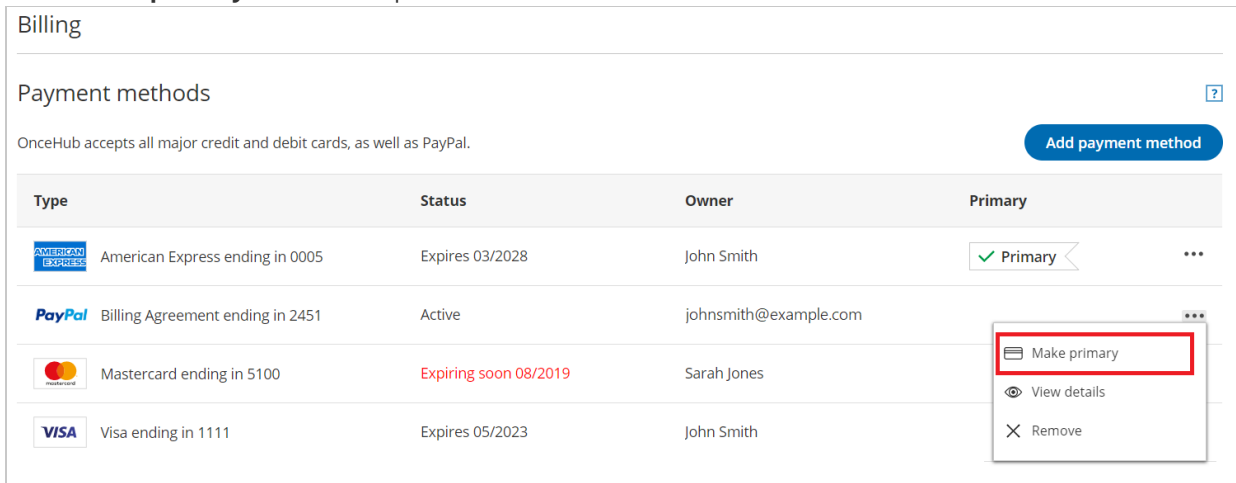 Billing
Payment methods
?
OnceHub accepts all major credit and debit cards, as well as PayPal.
Add payment method
Type Status Owner Primary
AMERICAN EXPRESS American Express ending in 0005 Expires 03/2028 John Smith Primary
PayPal Billing Agreement ending in 2451 Active johnsmith@example.com
Make primary
mastercard Mastercard ending in 5100 Expiring soon 08/2019 Sarah Jones
View details
VISA Visa ending in 1111 Expires 05/2023 John Smith
Remove